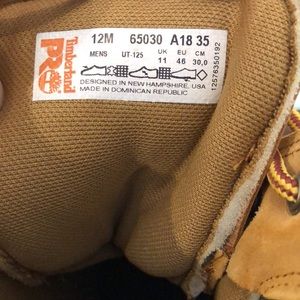 Timberland
PRO
12M 65030 A18 35
MENS UT-125 UK EU CM
11 46 30,0
DESIGNED IN NEW HAMPSHIRE, USA
MADE IN DOMINICAN REPUBLIC
12576350192